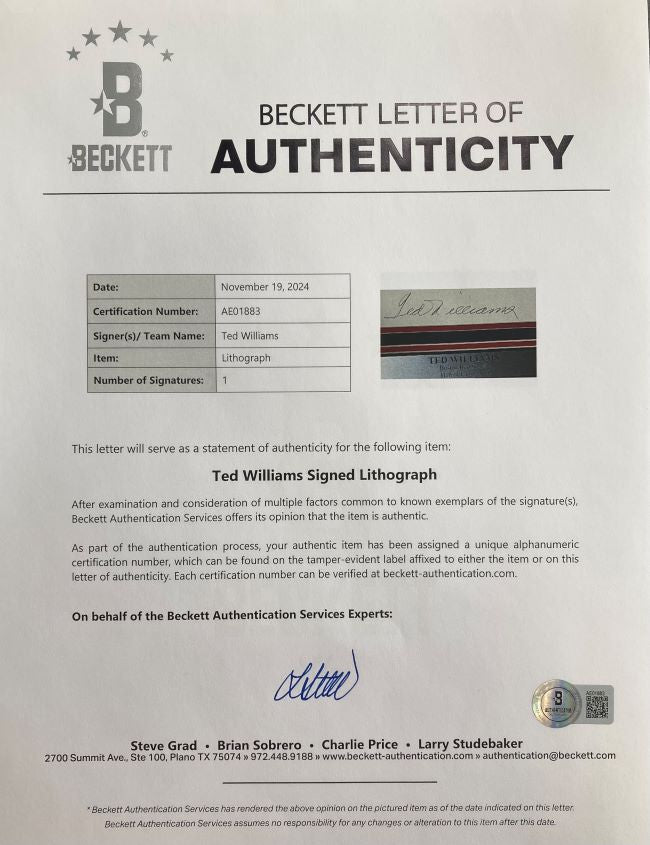 B
®
BECKETT
BECKETT LETTER OF
AUTHENTICITY
Date: November 19, 2024
Certification Number: AE01883
Signer(s)/ Team Name: Ted Williams
Item: Lithograph
Number of Signatures: 1
Ted Williams
TED WILLIAMS
This letter will serve as a statement of authenticity for the following item:
Ted Williams Signed Lithograph
After examination and consideration of multiple factors common to known exemplars of the signature(s),
Beckett Authentication Services offers its opinion that the item is authentic.
As part of the authentication process, your authentic item has been assigned a unique alphanumeric
certification number, which can be found on the tamper-evident label affixed to either the item or on this
letter of authenticity. Each certification number can be verified at beckett-authentication.com.
On behalf of the Beckett Authentication Services Experts:
B
AE01883
Steve Grad • Brian Sobrero • Charlie Price • Larry Studebaker
2700 Summit Ave., Ste 100, Plano TX 75074 » 972.448.9188 » www.beckett-authentication.com » authentication@beckett.com
* Beckett Authentication Services has rendered the above opinion on the pictured item as of the date indicated on this letter.
Beckett Authentication Services assumes no responsibility for any changes or alteration to this item after this date.